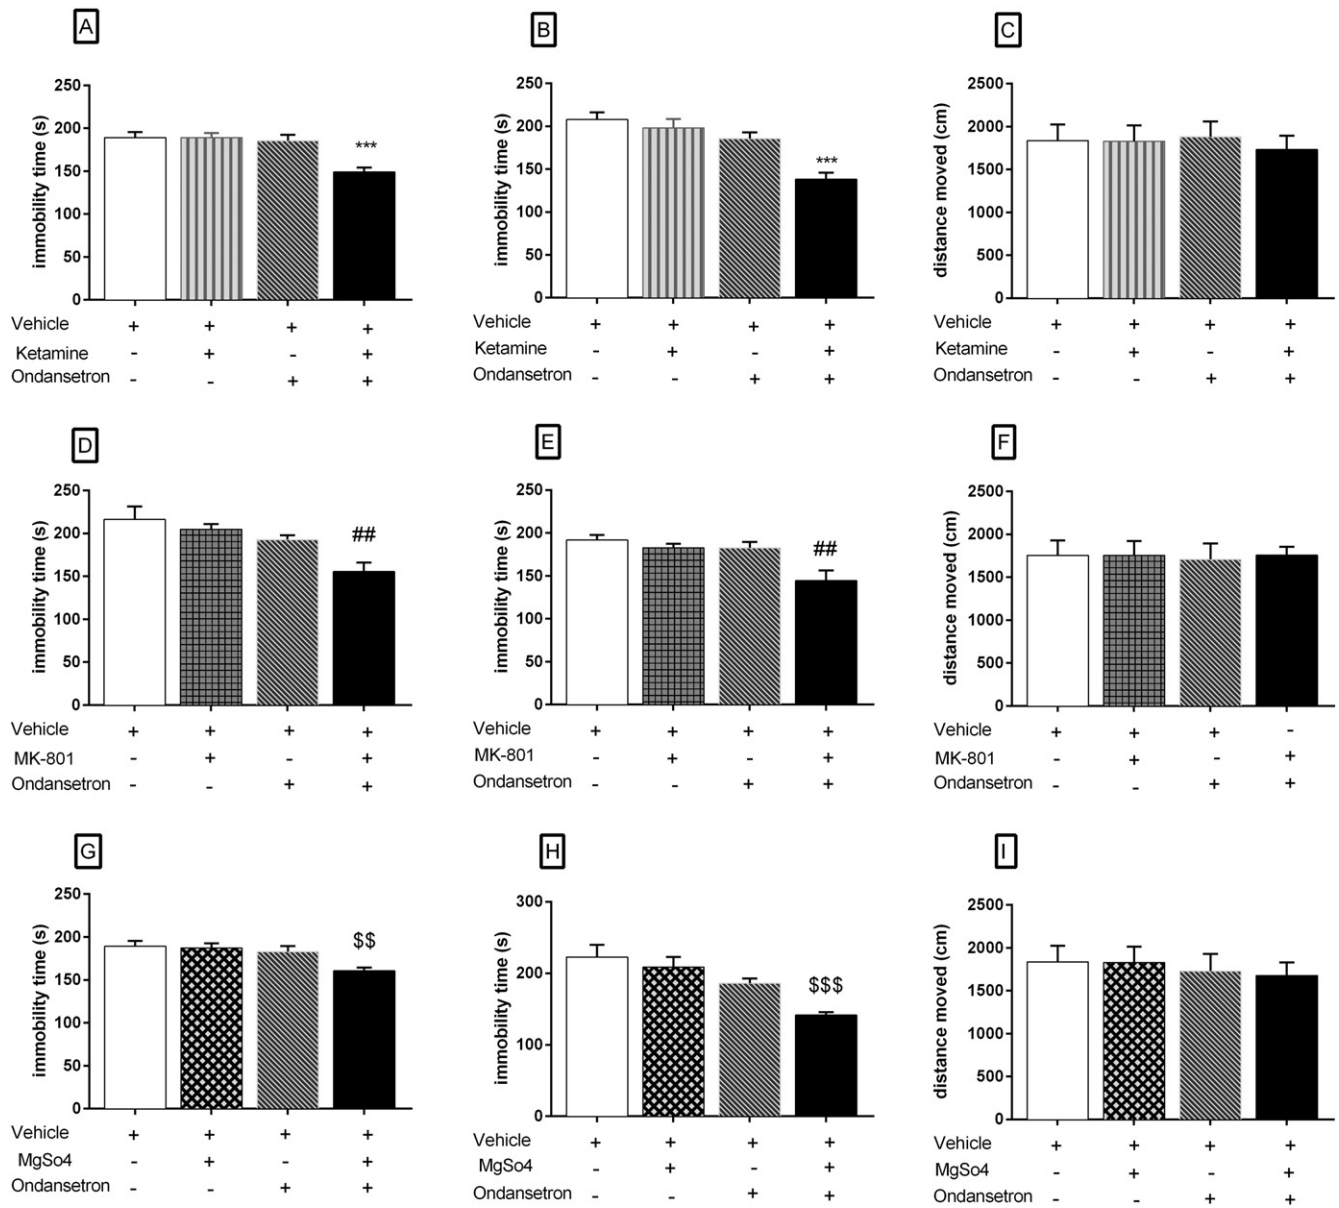 A
immobility time (s)
250
200
150
100
50
0
***
Vehicle + + + +
Ketamine - + - +
Ondansetron - - + +
B
immobility time (s)
250
200
150
100
50
0
***
Vehicle + + + +
Ketamine - + - +
Ondansetron - - + +
C
distance moved (cm)
2500
2000
1500
1000
500
0
Vehicle + + + +
Ketamine - + - +
Ondansetron - - + +
D
immobility time (s)
250
200
150
100
50
0
##
Vehicle + + + +
MK-801 - + - +
Ondansetron - - + +
E
immobility time (s)
250
200
150
100
50
0
##
Vehicle + + + +
MK-801 - + - +
Ondansetron - - + +
F
distance moved (cm)
2500
2000
1500
1000
500
0
Vehicle + + + -
MK-801 - + - +
Ondansetron - - + +
G
immobility time (s)
250
200
150
100
50
0
$$
Vehicle + + + +
MgSo4 - + - +
Ondansetron - - + +
H
immobility time (s)
300
200
100
0
$$$
Vehicle + + + +
MgSo4 - + - +
Ondansetron - - + +
I
distance moved (cm)
2500
2000
1500
1000
500
0
Vehicle + + + +
MgSo4 - + - +
Ondansetron - - + +